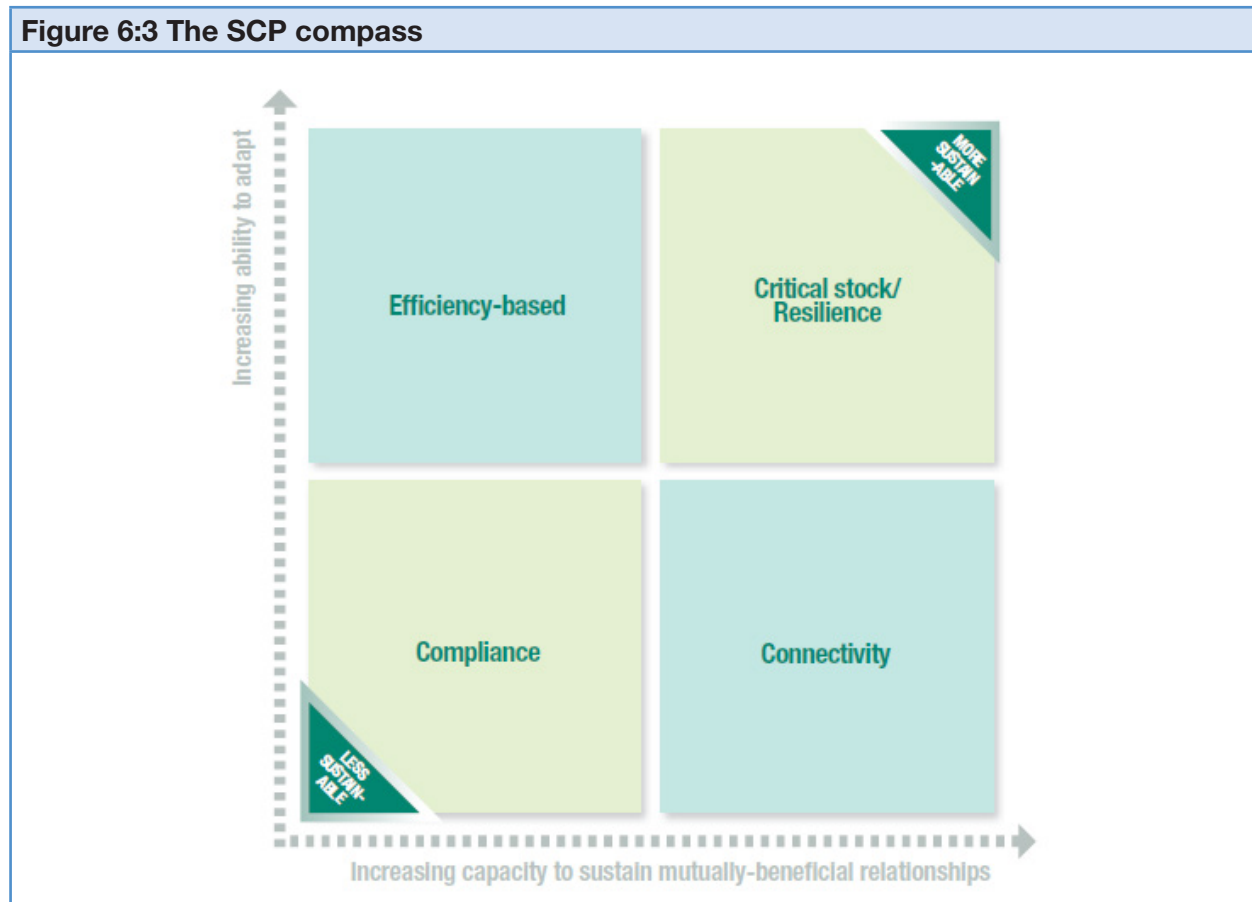 Figure 6:3 The SCP compass
Increasing ability to adapt
Efficiency-based
Critical stock/
Resilience
MORE
SUSTAIN
-ABLE
Compliance
Connectivity
LESS
SUSTAIN-
ABLE
Increasing capacity to sustain mutually-beneficial relationships